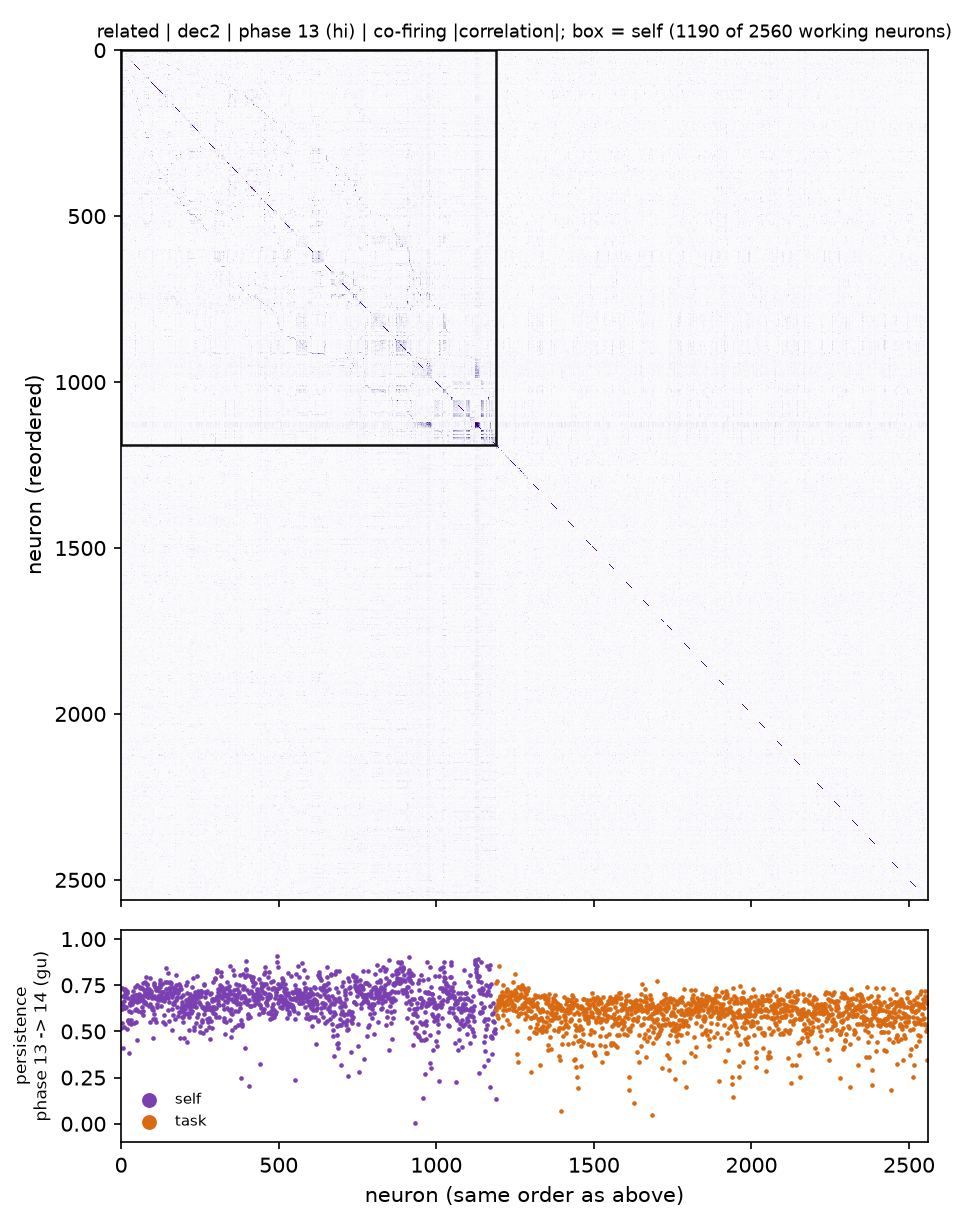 related | dec2 | phase 13 (hi) | co-firing |correlation|; box = self (1190 of 2560 working neurons)
0
500
1000
1500
2000
2500
neuron (reordered)
1.00
0.75
0.50
0.25
0.00
persistence
phase 13 -> 14 (gu)
self
task
0
500
1000
1500
2000
2500
neuron (same order as above)